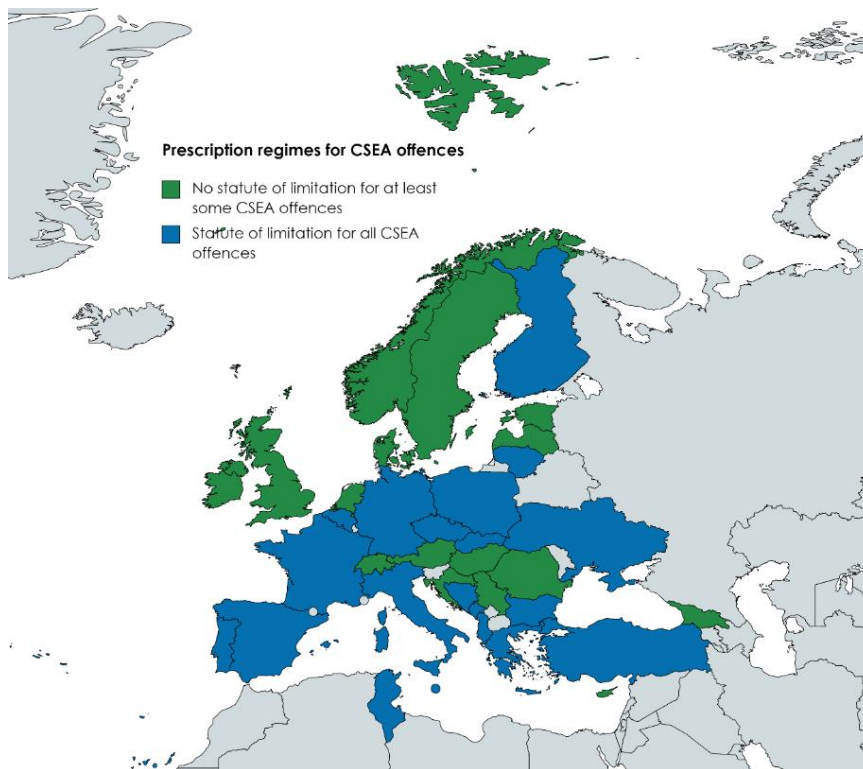 Prescription regimes for CSEA offences
No statute of limitation for at least
some CSEA offences
Statute of limitation for all CSEA
offences